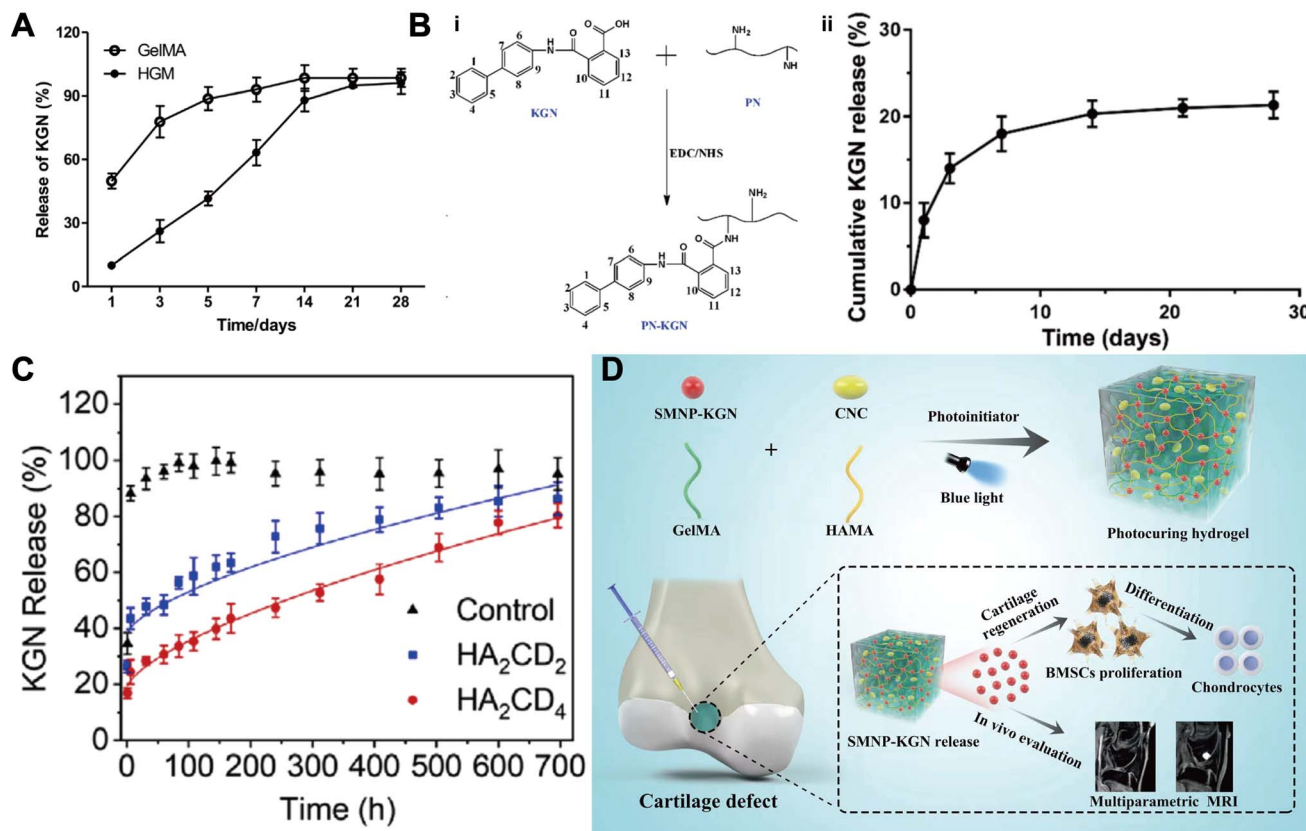 A
GelMA
HGM
Release of KGN (%)
90
60
30
0
1 3 5 7 14 21 28
Time/days
B
i
6 H N O O OH
7 13
1 9 10 12
2 8 11
3 5
4
KGN
+
NH2
NH
PN
EDC/NHS
NH2
O NH
6 H N O
7 13
1 9 10 12
2 8 11
3 5
4
PN-KGN
ii
Cumulative KGN release (%)
40
30
20
10
0
0 10 20 30
Time (days)
C
KGN Release (%)
120
100
80
60
40
20
0
Control
HA2CD2
HA2CD4
0 100 200 300 400 500 600 700
Time (h)
D
SMNP-KGN
CNC
+
GelMA
HAMA
Photoinitiator
Blue light
Photocuring hydrogel
Cartilage defect
SMNP-KGN release
Cartilage
regeneration
BMSCs proliferation
Differentiation
Chondrocytes
In vivo evaluation
Multiparametric MRI